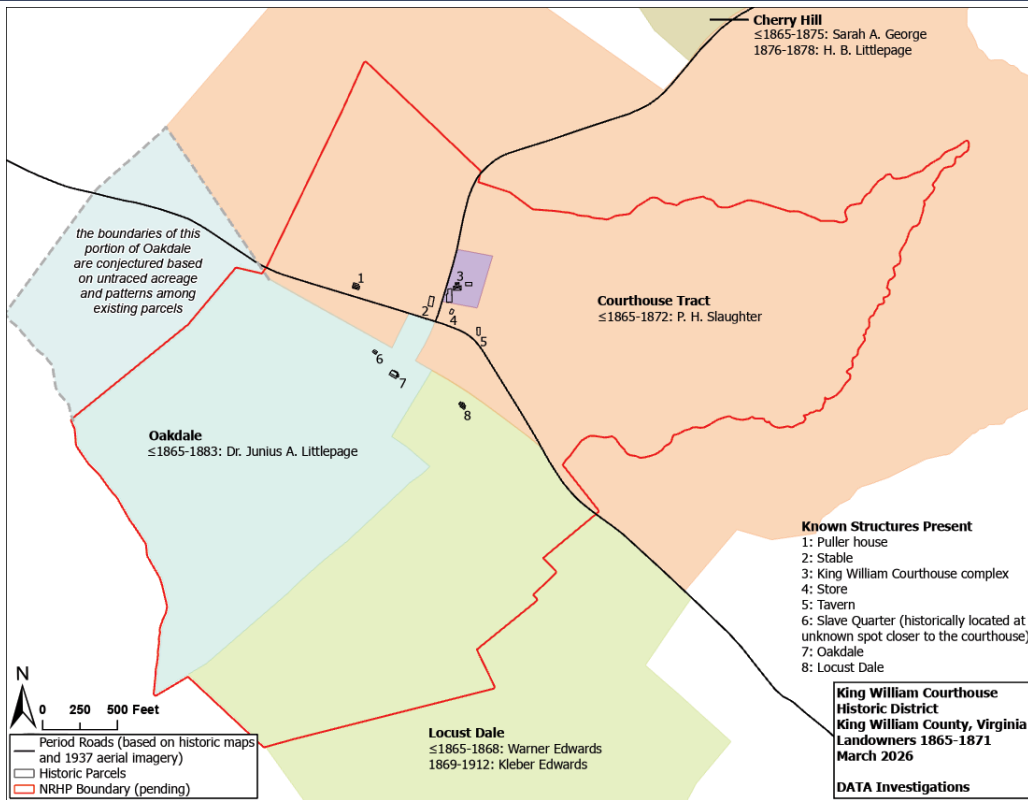 Cherry Hill
≤1865-1875: Sarah A. George
1876-1878: H. B. Littlepage
the boundaries of this
portion of Oakdale
are conjectured based
on untraced acreage
and patterns among
existing parcels
1
2
3
4
5
6
7
8
Courthouse Tract
≤1865-1872: P. H. Slaughter
Oakdale
≤1865-1883: Dr. Junius A. Littlepage
Locust Dale
≤1865-1868: Warner Edwards
1869-1912: Kleber Edwards
Known Structures Present
1: Puller house
2: Stable
3: King William Courthouse complex
4: Store
5: Tavern
6: Slave Quarter (historically located at
unknown spot closer to the courthouse)
7: Oakdale
8: Locust Dale
N
0 250 500 Feet
Period Roads (based on historic maps
and 1937 aerial imagery)
Historic Parcels
NRHP Boundary (pending)
King William Courthouse
Historic District
King William County, Virginia
Landowners 1865-1871
March 2026
DATA Investigations